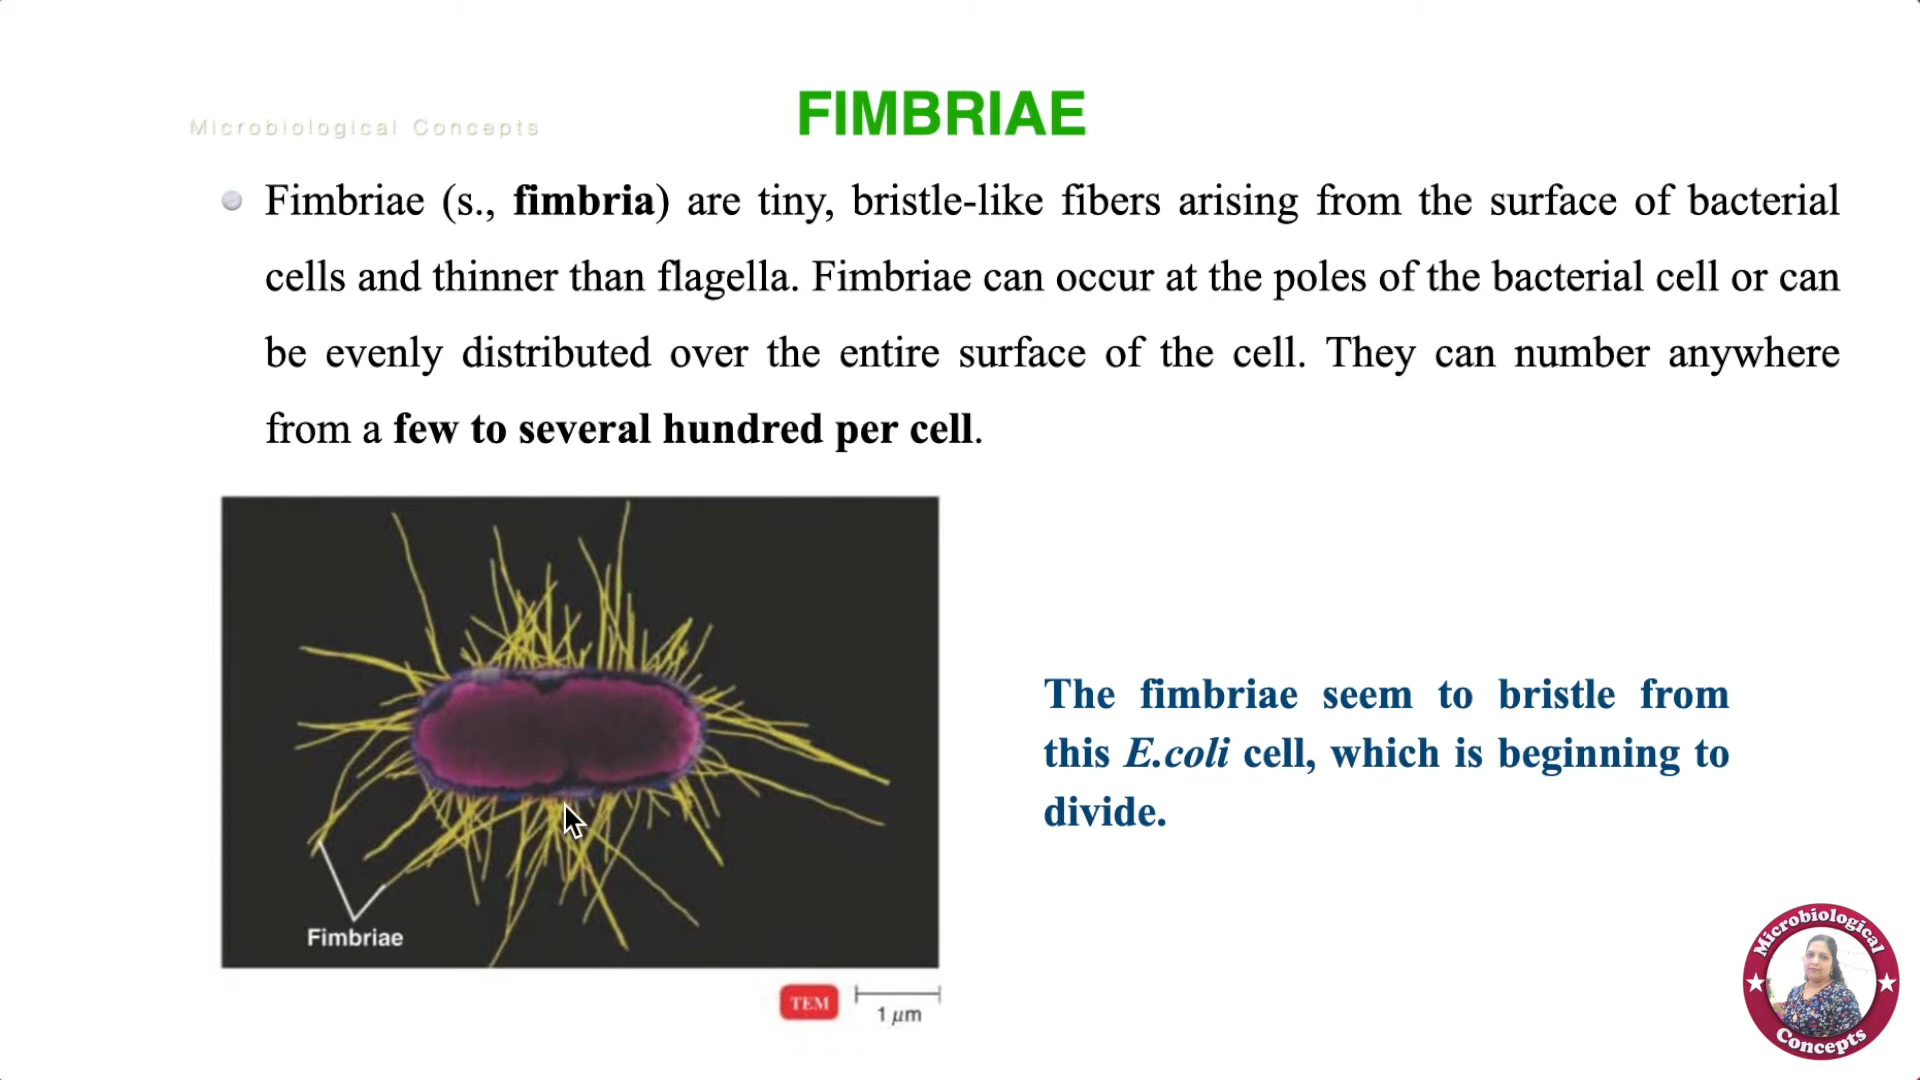 Microbiological Concepts
FIMBRIAE
Fimbriae (s., fimbria) are tiny, bristle-like fibers arising from the surface of bacterial
cells and thinner than flagella. Fimbriae can occur at the poles of the bacterial cell or can
be evenly distributed over the entire surface of the cell. They can number anywhere
from a few to several hundred per cell.
The fimbriae seem to bristle from
this E.coli cell, which is beginning to
divide.
Fimbriae
TEM
1 μm
Microbiological
Concepts